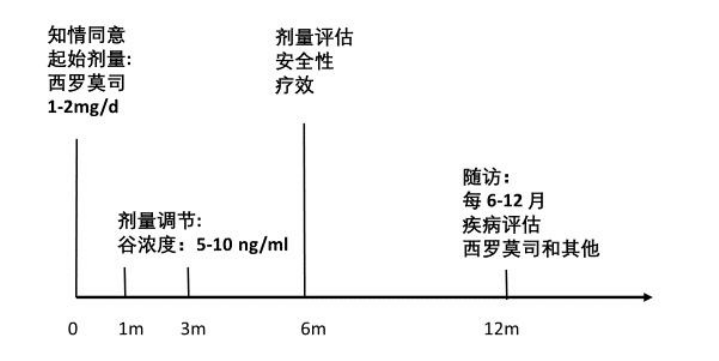 知情同意
起始剂量:
西罗莫司
1-2mg/d
剂量评估
安全性
疗效
剂量调节:
谷浓度：5-10 ng/ml
随访：
每 6-12 月
疾病评估
西罗莫司和其他
0 1m 3m 6m 12m